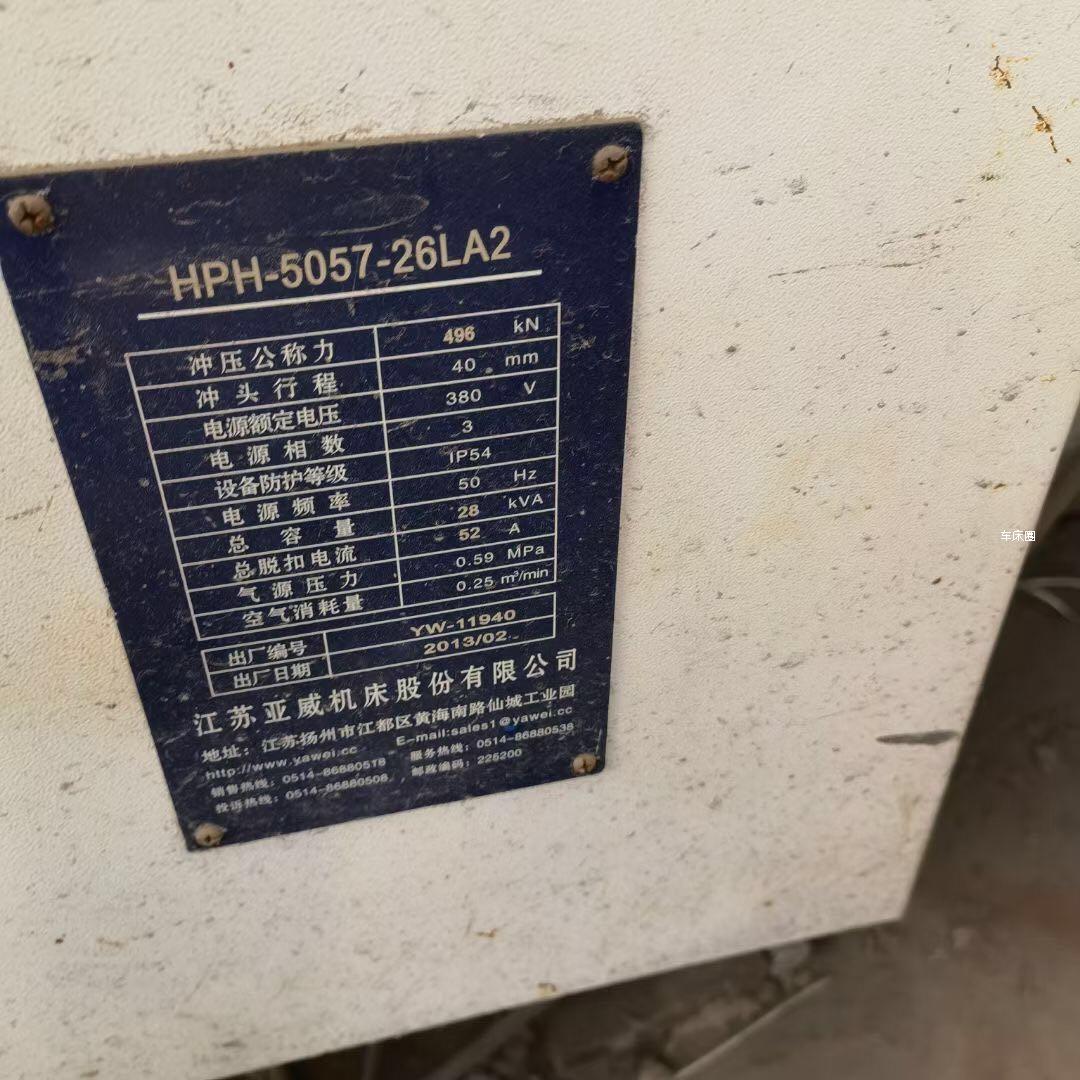 HPH-5057-26LA2
冲压公称力 496 kN
冲头行程 40 mm
电源额定电压 380 V
电源相数 3
设备防护等级 IP54
电源频率 50 Hz
总容量 28 kVA
总脱扣电流 52 A
气源压力 0.59 MPa
空气消耗量 0.25 m³/min
出厂编号 YW-11940
出厂日期 2013/02
江苏亚威机床股份有限公司
地址：江苏扬州市江都区黄海南路仙城工业园
http://www.yawei.cc E-mail:sales1@yawei.cc
销售热线：0514-86880518 服务热线：0514-86880538
投诉热线：0514-86880508 邮政编码：225200
车床圈